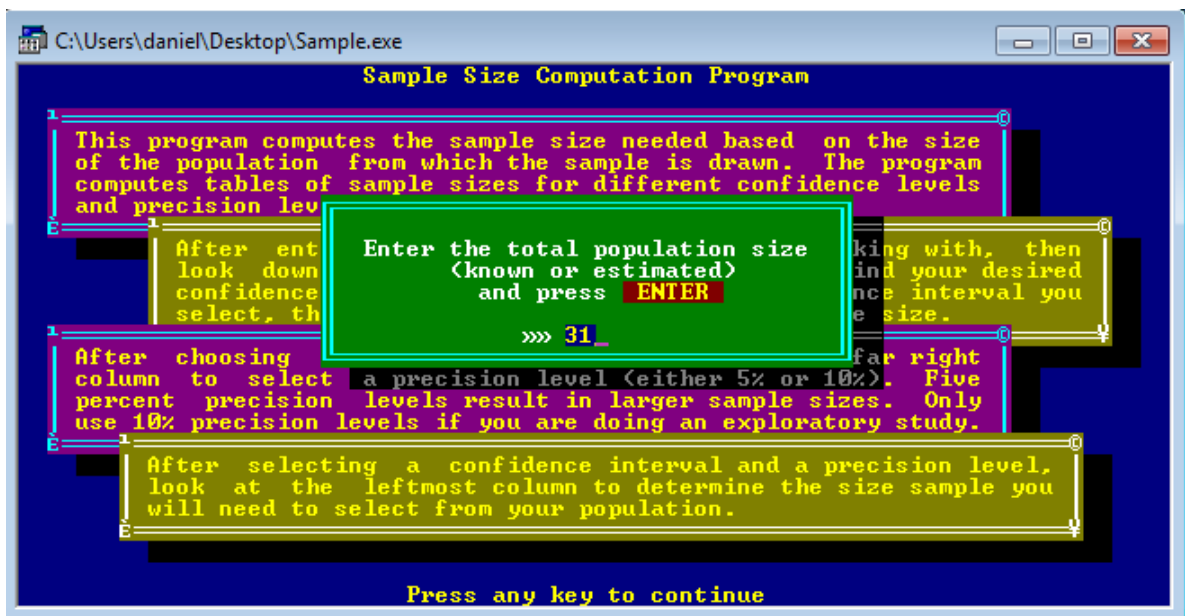 C:\Users\daniel\Desktop\Sample.exe
Sample Size Computation Program
This program computes the sample size needed based on the size
of the population from which the sample is drawn. The program
computes tables of sample sizes for different confidence levels
and precision lev
After ent king with, then
look down ind your desired
confidence nce interval you
select, th e size.
Enter the total population size
(known or estimated)
and press ENTER
»»» 31_
After choosing far right
column to select a precision level (either 5% or 10%). Five
percent precision levels result in larger sample sizes. Only
use 10% precision levels if you are doing an exploratory study.
After selecting a confidence interval and a precision level,
look at the leftmost column to determine the size sample you
will need to select from your population.
Press any key to continue